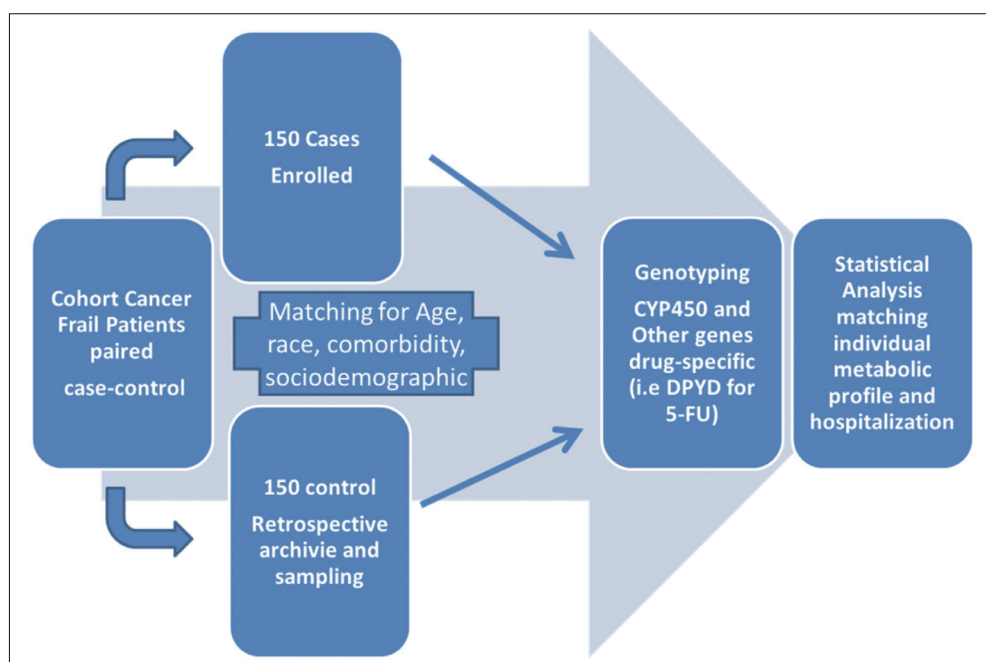 Cohort Cancer
Frail Patients
paired
case-control
150 Cases
Enrolled
Matching for Age,
race, comorbidity,
sociodemographic
150 control
Retrospective
archivie and
sampling
Genotyping
CYP450 and
Other genes
drug-specific
(i.e DPYD for
5-FU)
Statistical
Analysis
matching
individual
metabolic
profile and
hospitalization